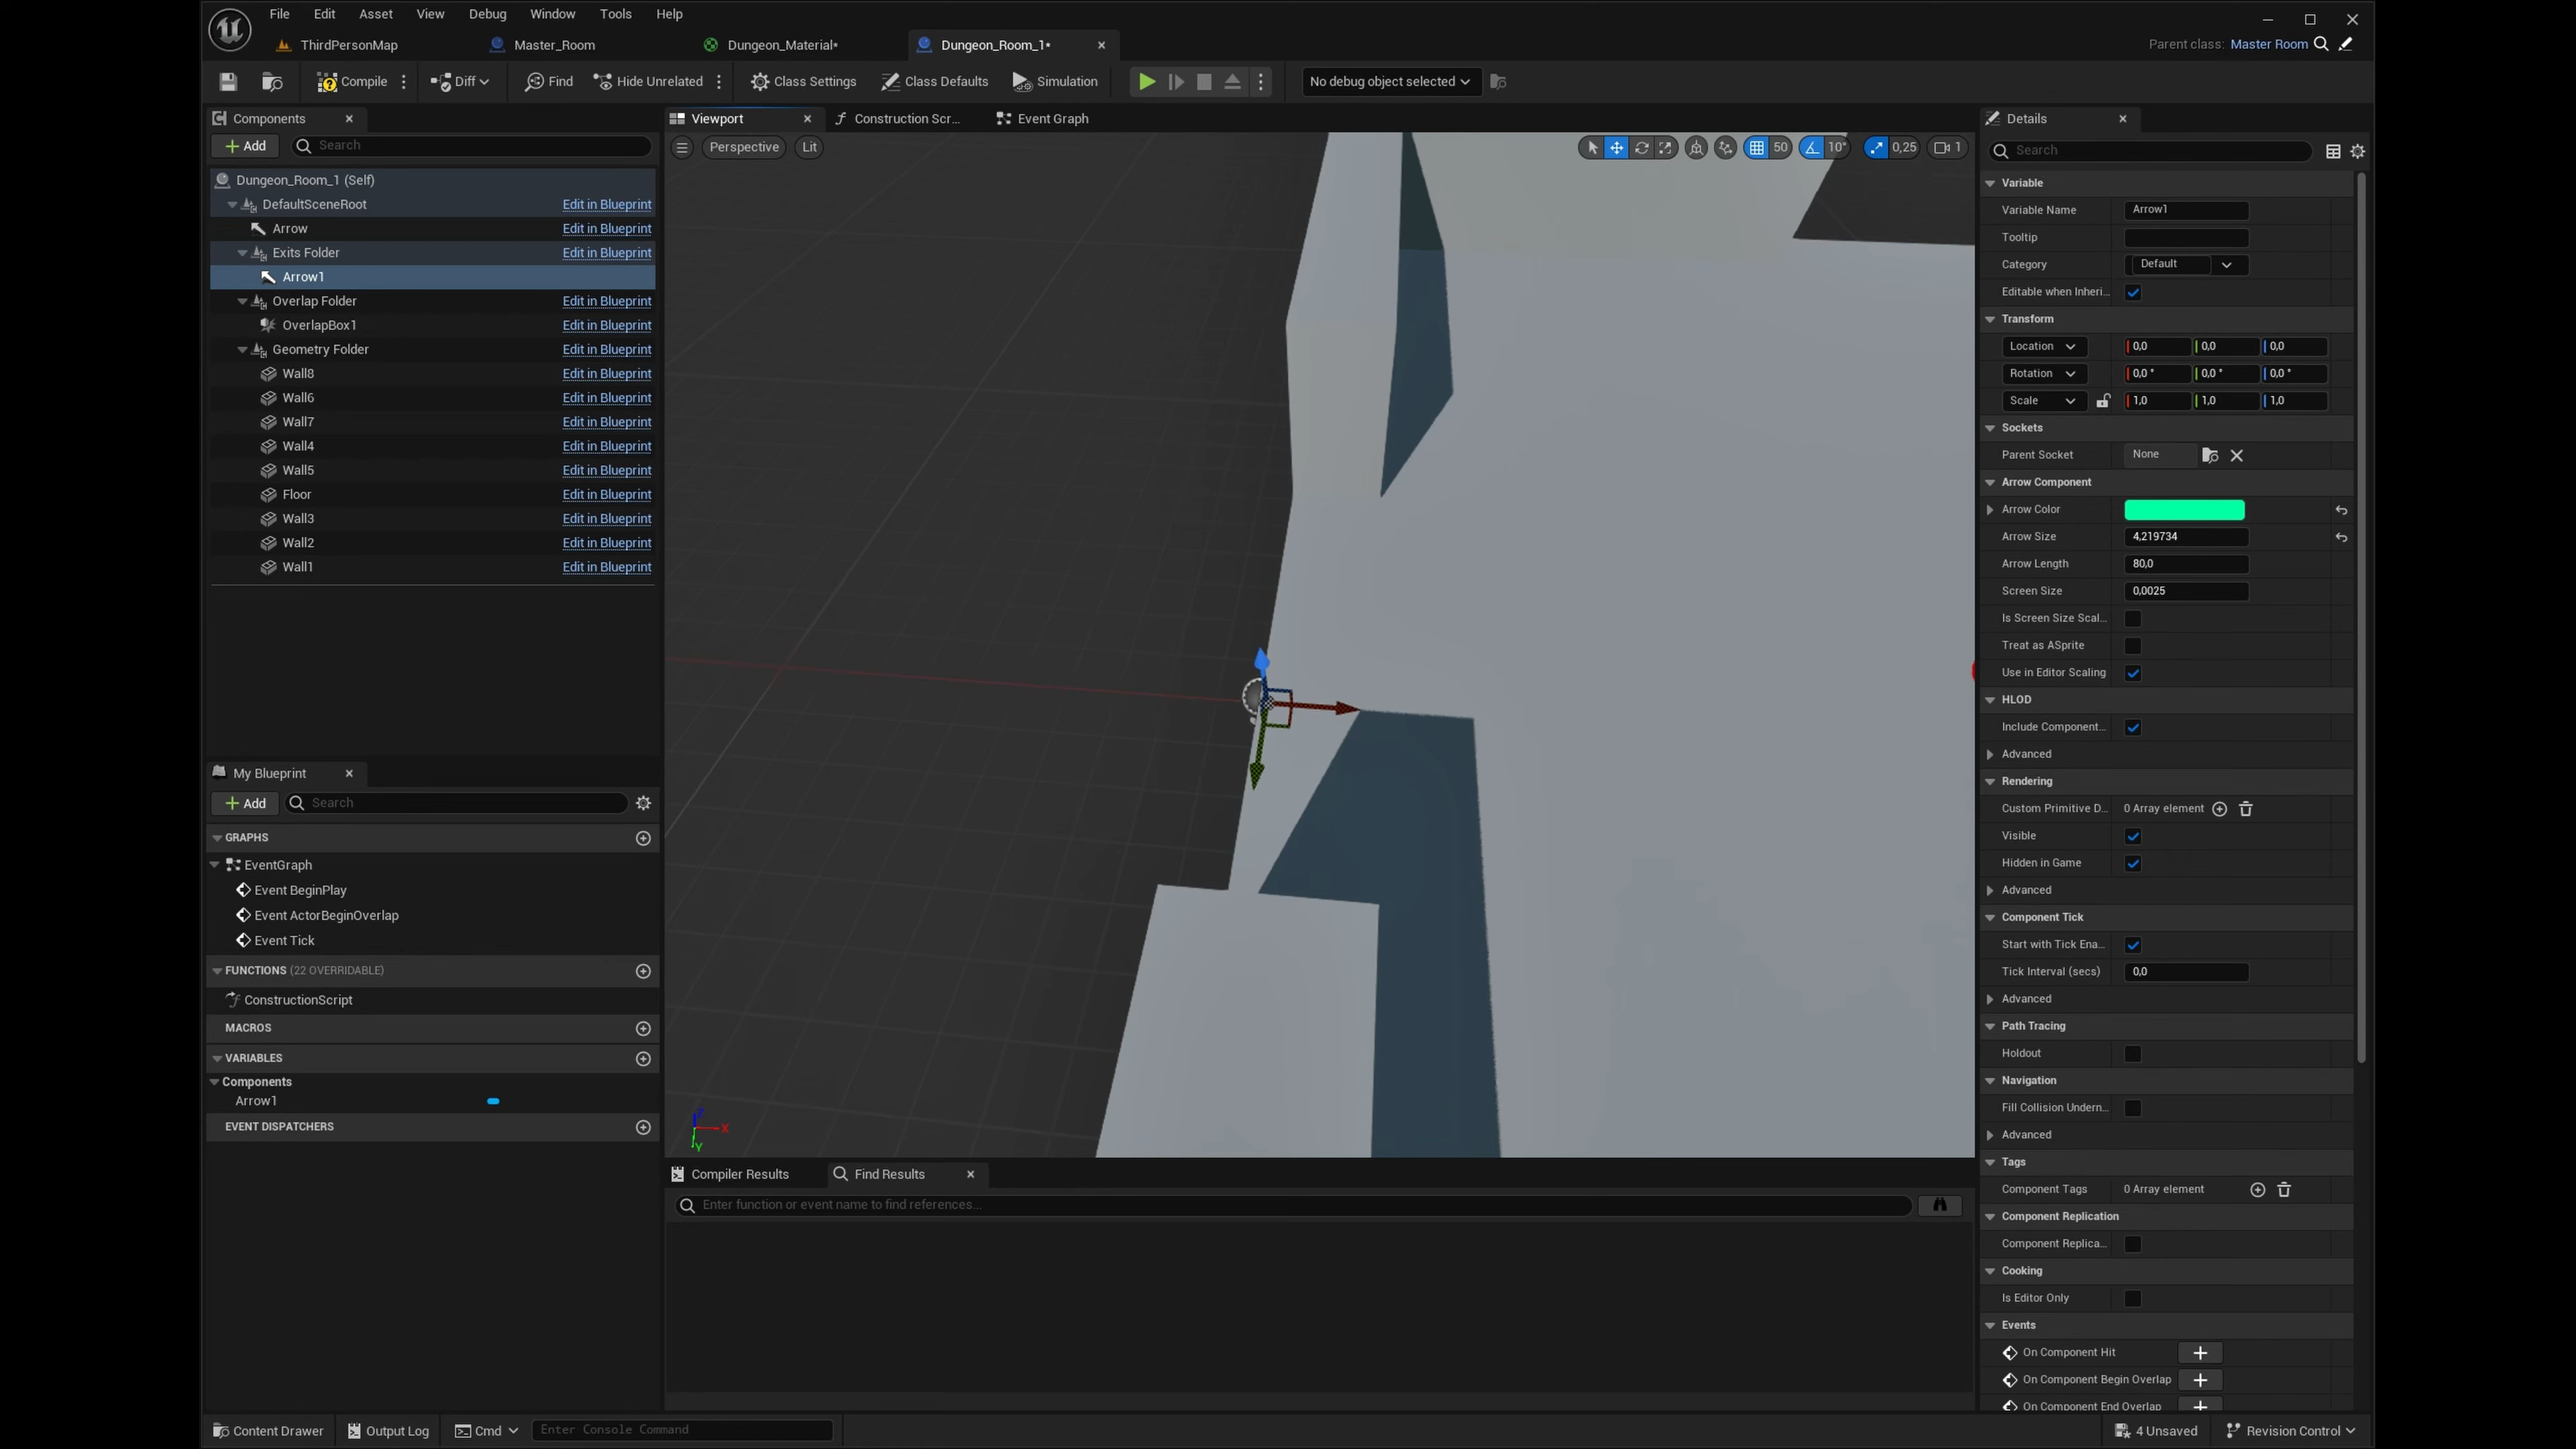 File Edit Asset View Debug Window Tools Help
ThirdPersonMap Master_Room Dungeon_Material* Dungeon_Room_1*
Parent class: Master Room
Compile Diff Find Hide Unrelated Class Settings Class Defaults Simulation No debug object selected
Components
Add Search
Dungeon_Room_1 (Self)
DefaultSceneRoot Edit in Blueprint
Arrow Edit in Blueprint
Exits Folder Edit in Blueprint
Arrow1
Overlap Folder Edit in Blueprint
OverlapBox1 Edit in Blueprint
Geometry Folder Edit in Blueprint
Wall8 Edit in Blueprint
Wall6 Edit in Blueprint
Wall7 Edit in Blueprint
Wall4 Edit in Blueprint
Wall5 Edit in Blueprint
Floor Edit in Blueprint
Wall3 Edit in Blueprint
Wall2 Edit in Blueprint
Wall1 Edit in Blueprint
My Blueprint
Add Search
GRAPHS
EventGraph
Event BeginPlay
Event ActorBeginOverlap
Event Tick
FUNCTIONS (22 OVERRIDABLE)
ConstructionScript
MACROS
VARIABLES
Components
Arrow1
EVENT DISPATCHERS
Viewport Construction Scr... Event Graph
Perspective Lit 50 10° 0,25 1
Z
X
Y
Compiler Results Find Results
Enter function or event name to find references...
Details
Search
Variable
Variable Name Arrow1
Tooltip
Category Default
Editable when Inheri...
Transform
Location 0,0 0,0 0,0
Rotation 0,0 ° 0,0 ° 0,0 °
Scale 1,0 1,0 1,0
Sockets
Parent Socket None
Arrow Component
Arrow Color
Arrow Size 4,219734
Arrow Length 80,0
Screen Size 0,0025
Is Screen Size Scal...
Treat as ASprite
Use in Editor Scaling
HLOD
Include Component...
Advanced
Rendering
Custom Primitive D... 0 Array element
Visible
Hidden in Game
Advanced
Component Tick
Start with Tick Ena...
Tick Interval (secs) 0,0
Advanced
Path Tracing
Holdout
Navigation
Fill Collision Undern...
Advanced
Tags
Component Tags 0 Array element
Component Replication
Component Replica...
Cooking
Is Editor Only
Events
On Component Hit
On Component Begin Overlap
On Component End Overlap
Content Drawer Output Log Cmd Enter Console Command 4 Unsaved Revision Control